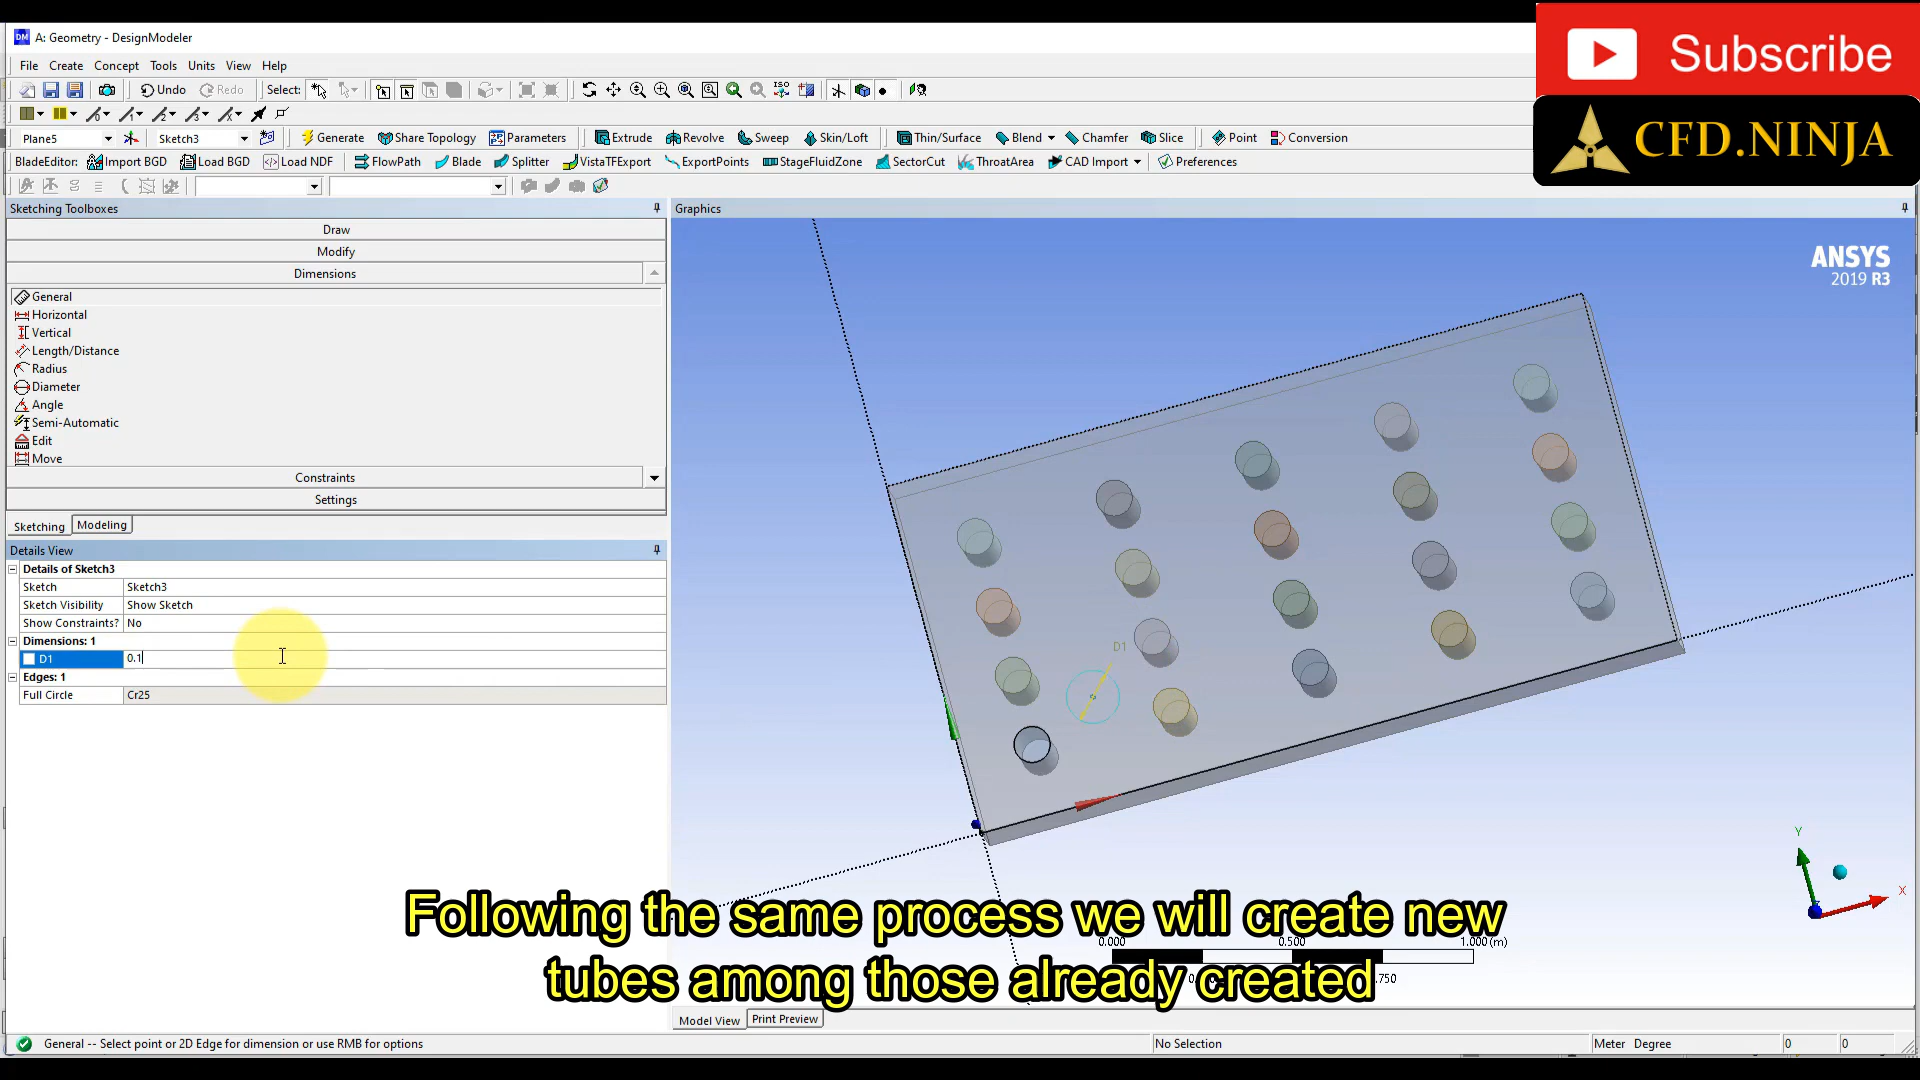 A: Geometry - DesignModeler
Subscribe
CFD.NINJA
File Create Concept Tools Units View Help
Undo Redo Select:
Plane5 Sketch3 Generate Share Topology Parameters Extrude Revolve Sweep Skin/Loft Thin/Surface Blend Chamfer Slice Point Conversion
BladeEditor: Import BGD Load BGD Load NDF FlowPath Blade Splitter VistaTFExport ExportPoints StageFluidZone SectorCut ThroatArea CAD Import Preferences
Sketching Toolboxes
Draw
Modify
Dimensions
General
Horizontal
Vertical
Length/Distance
Radius
Diameter
Angle
Semi-Automatic
Edit
Move
Constraints
Settings
Sketching Modeling
Details View
Details of Sketch3
Sketch Sketch3
Sketch Visibility Show Sketch
Show Constraints? No
Dimensions: 1
D1 0.1
Edges: 1
Full Circle Cr25
Graphics
ANSYS
2019 R3
D1
Y
X
Following the same process we will create new
tubes among those already created
0.000 0.500 1.000 (m)
Model View Print Preview
General -- Select point or 2D Edge for dimension or use RMB for options No Selection Meter Degree 0 0